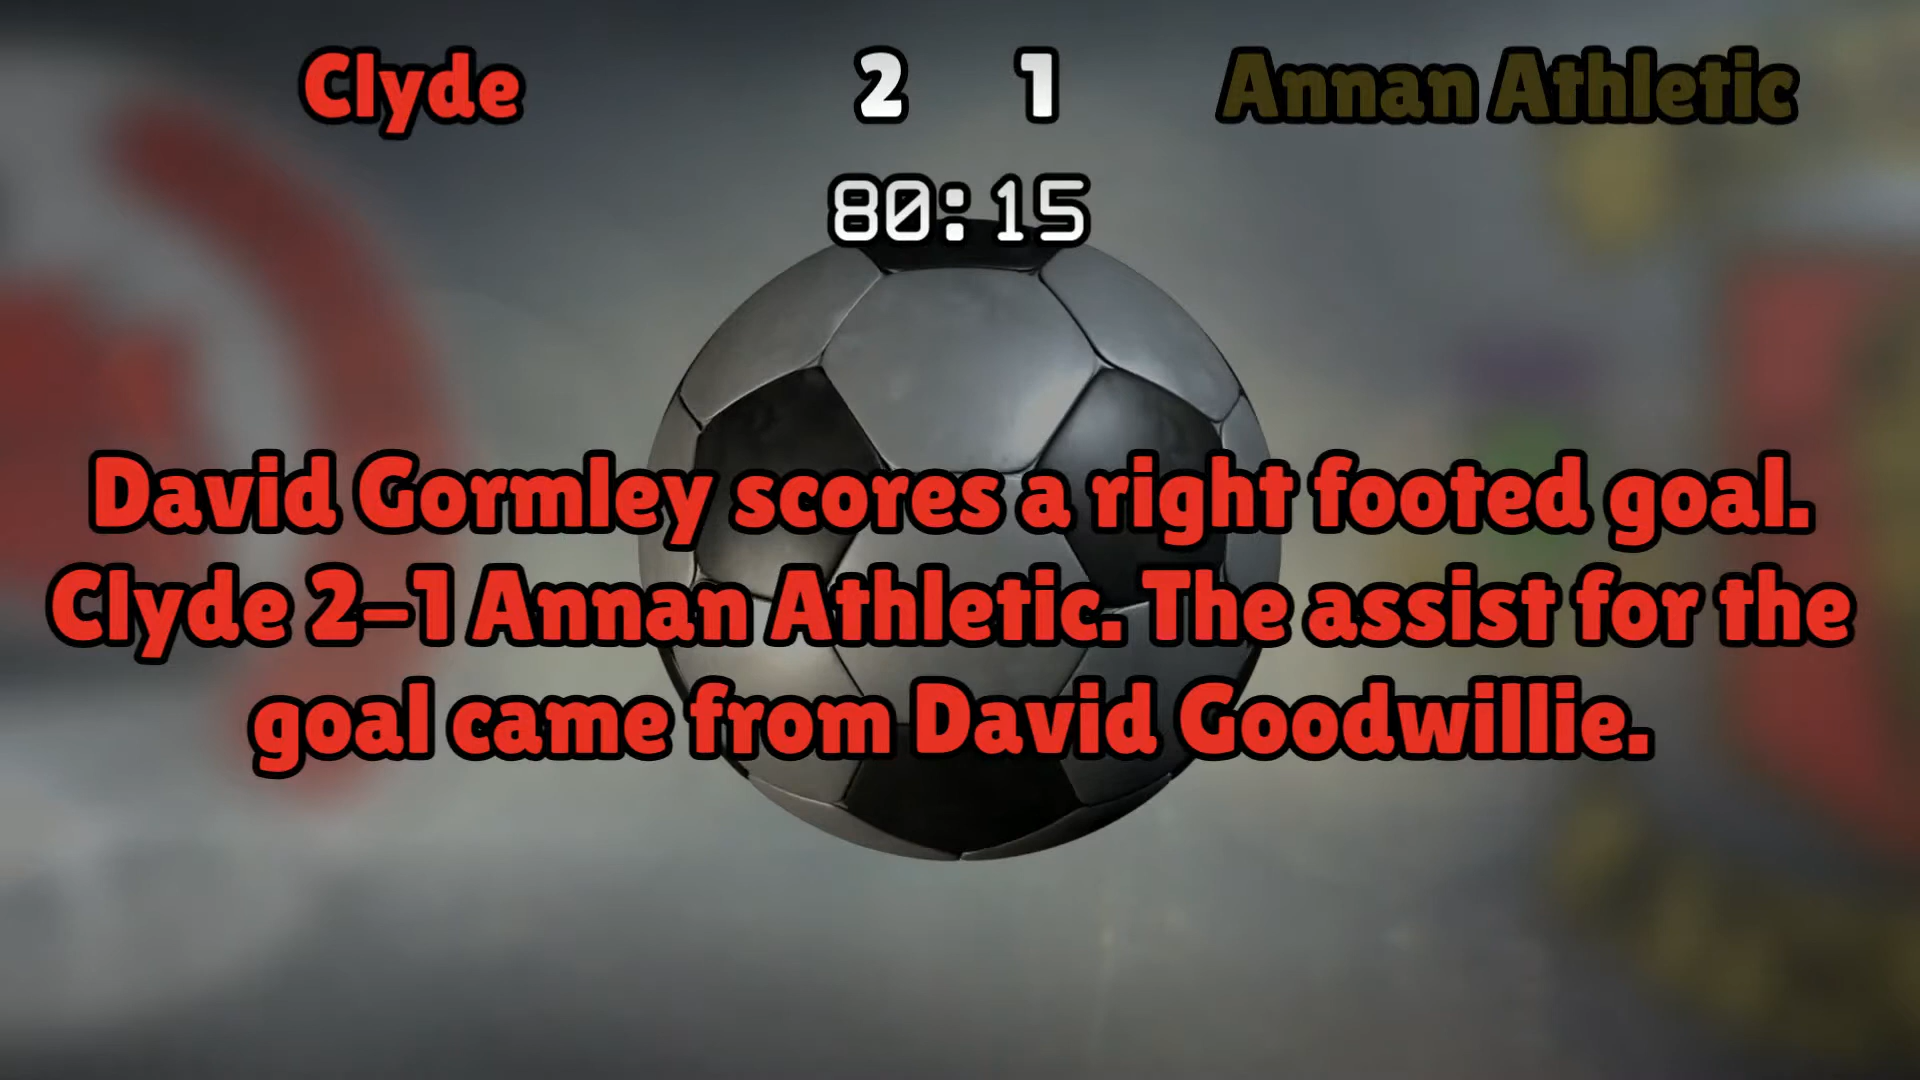 Clyde 2 1 Annan Athletic
80:15
David Gormley scores a right footed goal.
Clyde 2-1 Annan Athletic. The assist for the
goal came from David Goodwillie.